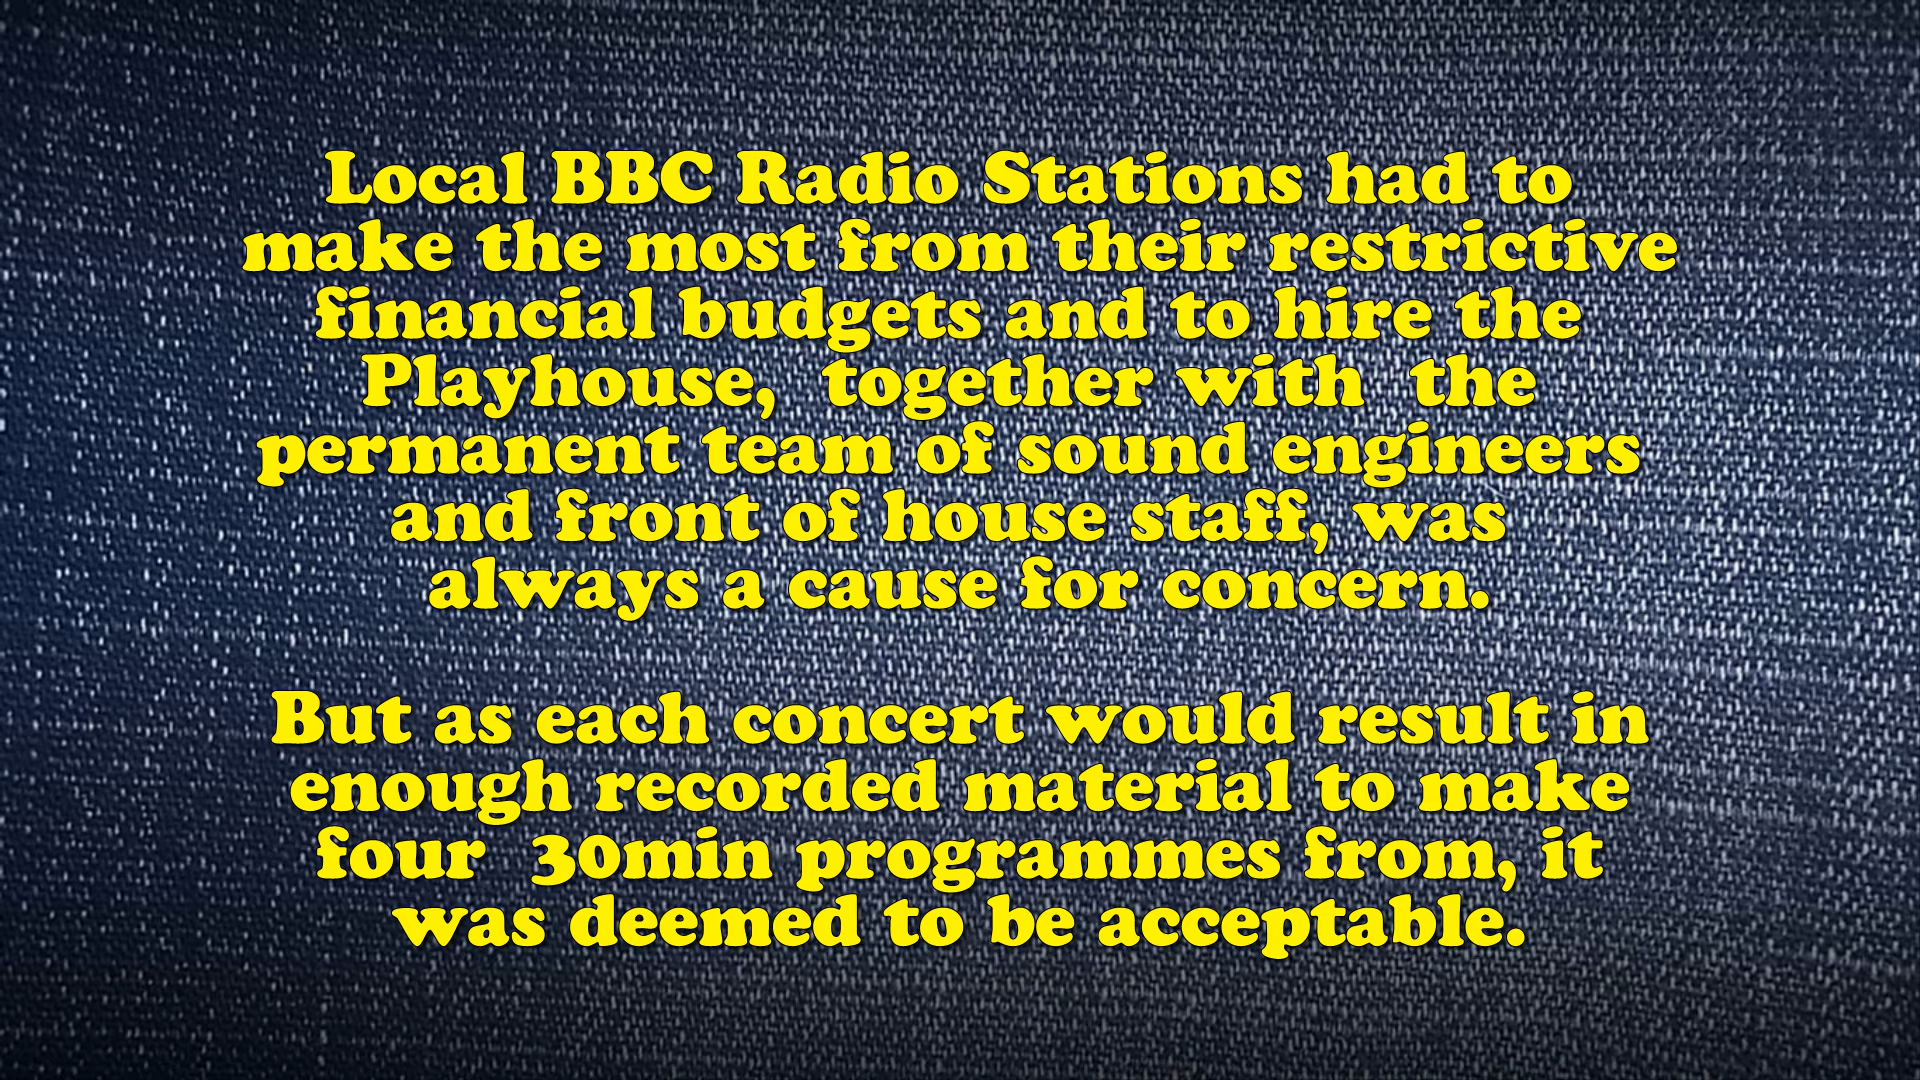 Local BBC Radio Stations had to
make the most from their restrictive
financial budgets and to hire the
Playhouse,  together with  the
permanent team of sound engineers
and front of house staff, was
always a cause for concern.
But as each concert would result in
enough recorded material to make
four  30min programmes from, it
was deemed to be acceptable.